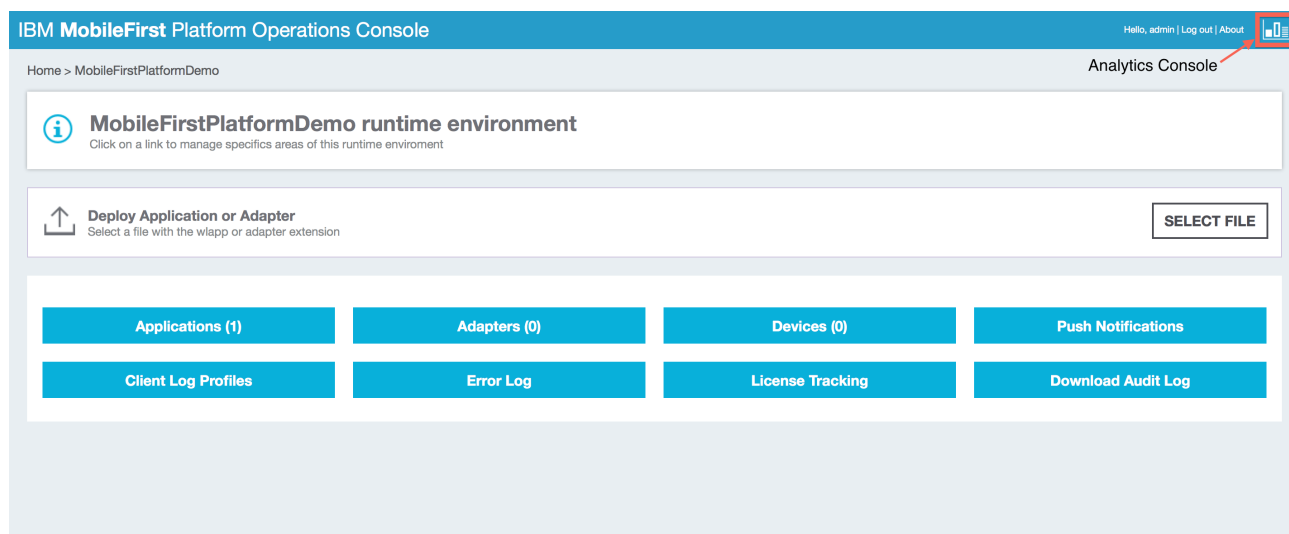 IBM MobileFirst Platform Operations Console
Hello, admin | Log out | About
Home > MobileFirstPlatformDemo
Analytics Console
MobileFirstPlatformDemo runtime environment
Click on a link to manage specifics areas of this runtime enviroment
Deploy Application or Adapter
Select a file with the wlapp or adapter extension
SELECT FILE
Applications (1)
Adapters (0)
Devices (0)
Push Notifications
Client Log Profiles
Error Log
License Tracking
Download Audit Log